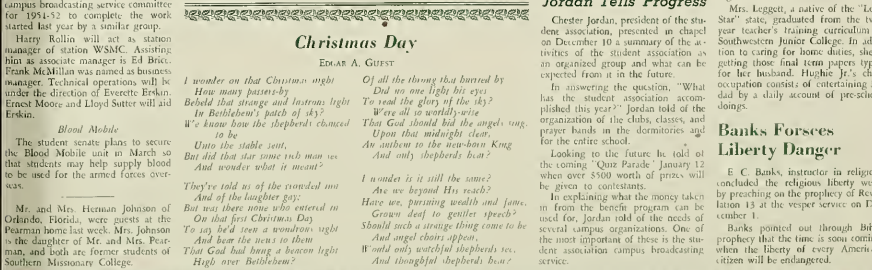 campus broadcasting service committee
for 1951-52 to complete the work
started last year by a similar group.
Harry Rollin will act as station
manager of station WSMC. Assisting
him as associate manager is Ed Brice.
Frank McMillan was named as business
manager. Technical operations will be
under the direction of Everette Erskin.
Ernest Moore and Lloyd Sutter will aid
Erskin.
Blood Mobile
The student senate plans to secure
the Blood Mobile unit in March so
that students may help supply blood
to be used for the armed forces over-
seas.
Mr. and Mrs. Herman Johnson of
Orlando, Florida, were guests at the
Pearman home last week. Mrs. Johnson
is the daughter of Mr. and Mrs. Pear-
man, and both are former students of
Southern Missionary College.
Christmas Day
EDGAR A. GUEST
I wonder on that Christmas night
How many passers-by
Beheld that strange and lustrous light
In Bethlehem's patch of sky?
We know how the shepherds chanced
to be
Unto the stable sent,
But did that star some rich man see
And wonder what it meant?
They've told us of the crowded inn
And of the laughter gay;
But was there none who entered in
On that first Christmas Day
To say he'd seen a wondrous sight
And bear the news to them
That God had hung a beacon light
High over Bethlehem?
Of all the throng that hurried by
Did no one light his eyes
To read the glory of the sky?
Were all so worldly-wise
That God should bid the angels sing,
Upon that midnight clear,
An anthem to the new-born King
And only shepherds hear?
I wonder is it still the same?
Are we beyond His reach?
Have we, pursuing wealth and fame,
Grown deaf to gentler speech?
Should such a strange thing come to be
And angel choirs appear,
Would only watchful shepherds see,
And thoughtful shepherds hear?
Jordan Tells Progress
Chester Jordan, president of the stu-
dent association, presented in chapel
on December 10 a summary of the ac-
tivities of the student association as
an organized group and what can be
expected from it in the future.
In answering the question, "What
has the student association accom-
plished this year?" Jordan told of the
organization of the clubs, classes, and
prayer bands in the dormitories and
for the entire school.
Looking to the future he told of
the coming "Quiz Parade" January 12
when over $500 worth of prizes will
be given to contestants.
In explaining what the money taken
in from the benefit program can be
used for, Jordan told of the needs of
several campus organizations. One of
the most important of these is the stu-
dent association campus broadcasting
service.
Mrs. Leggett, a native of the "Lo
Star" state, graduated from the tw
year teacher's training curriculum
Southwestern Junior College. In ad
tion to caring for home duties, she
getting those final term papers typ
for her husband. Hughie Jr.'s ch
occupation consists of entertaining
dad by a daily account of pre-scho
doings.
Banks Forsees
Liberty Danger
E C. Banks, instructor in religio
concluded the religious liberty we
by preaching on the prophecy of Rev
lation 13 at the vesper service on D
cember 1.
Banks pointed out through Bib
prophecy that the time is soon comin
when the liberty of every Americ
citizen will be endangered.